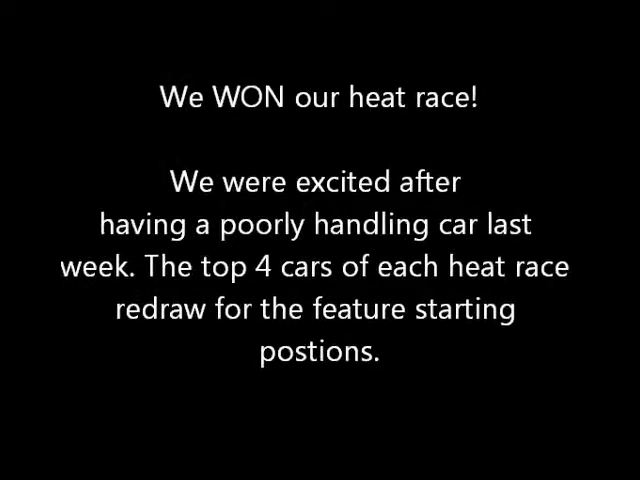 We WON our heat race!
We were excited after
having a poorly handling car last
week. The top 4 cars of each heat race
redraw for the feature starting
postions.